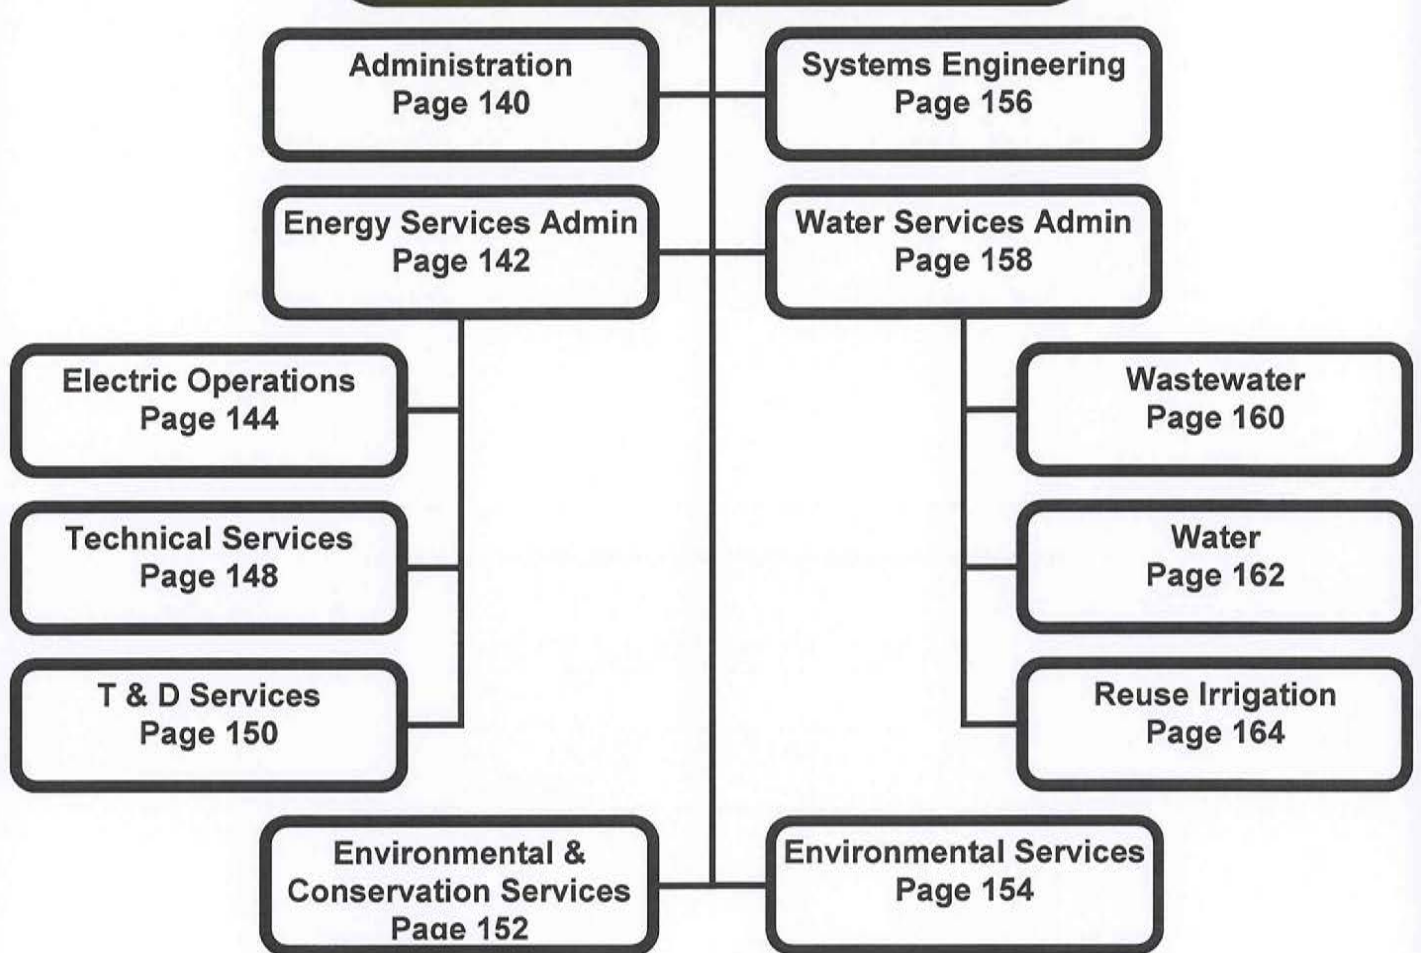 Administration
Page 140
Systems Engineering
Page 156
Energy Services Admin
Page 142
Water Services Admin
Page 158
Electric Operations
Page 144
Wastewater
Page 160
Technical Services
Page 148
Water
Page 162
T & D Services
Page 150
Reuse Irrigation
Page 164
Environmental &
Conservation Services
Page 152
Environmental Services
Page 154